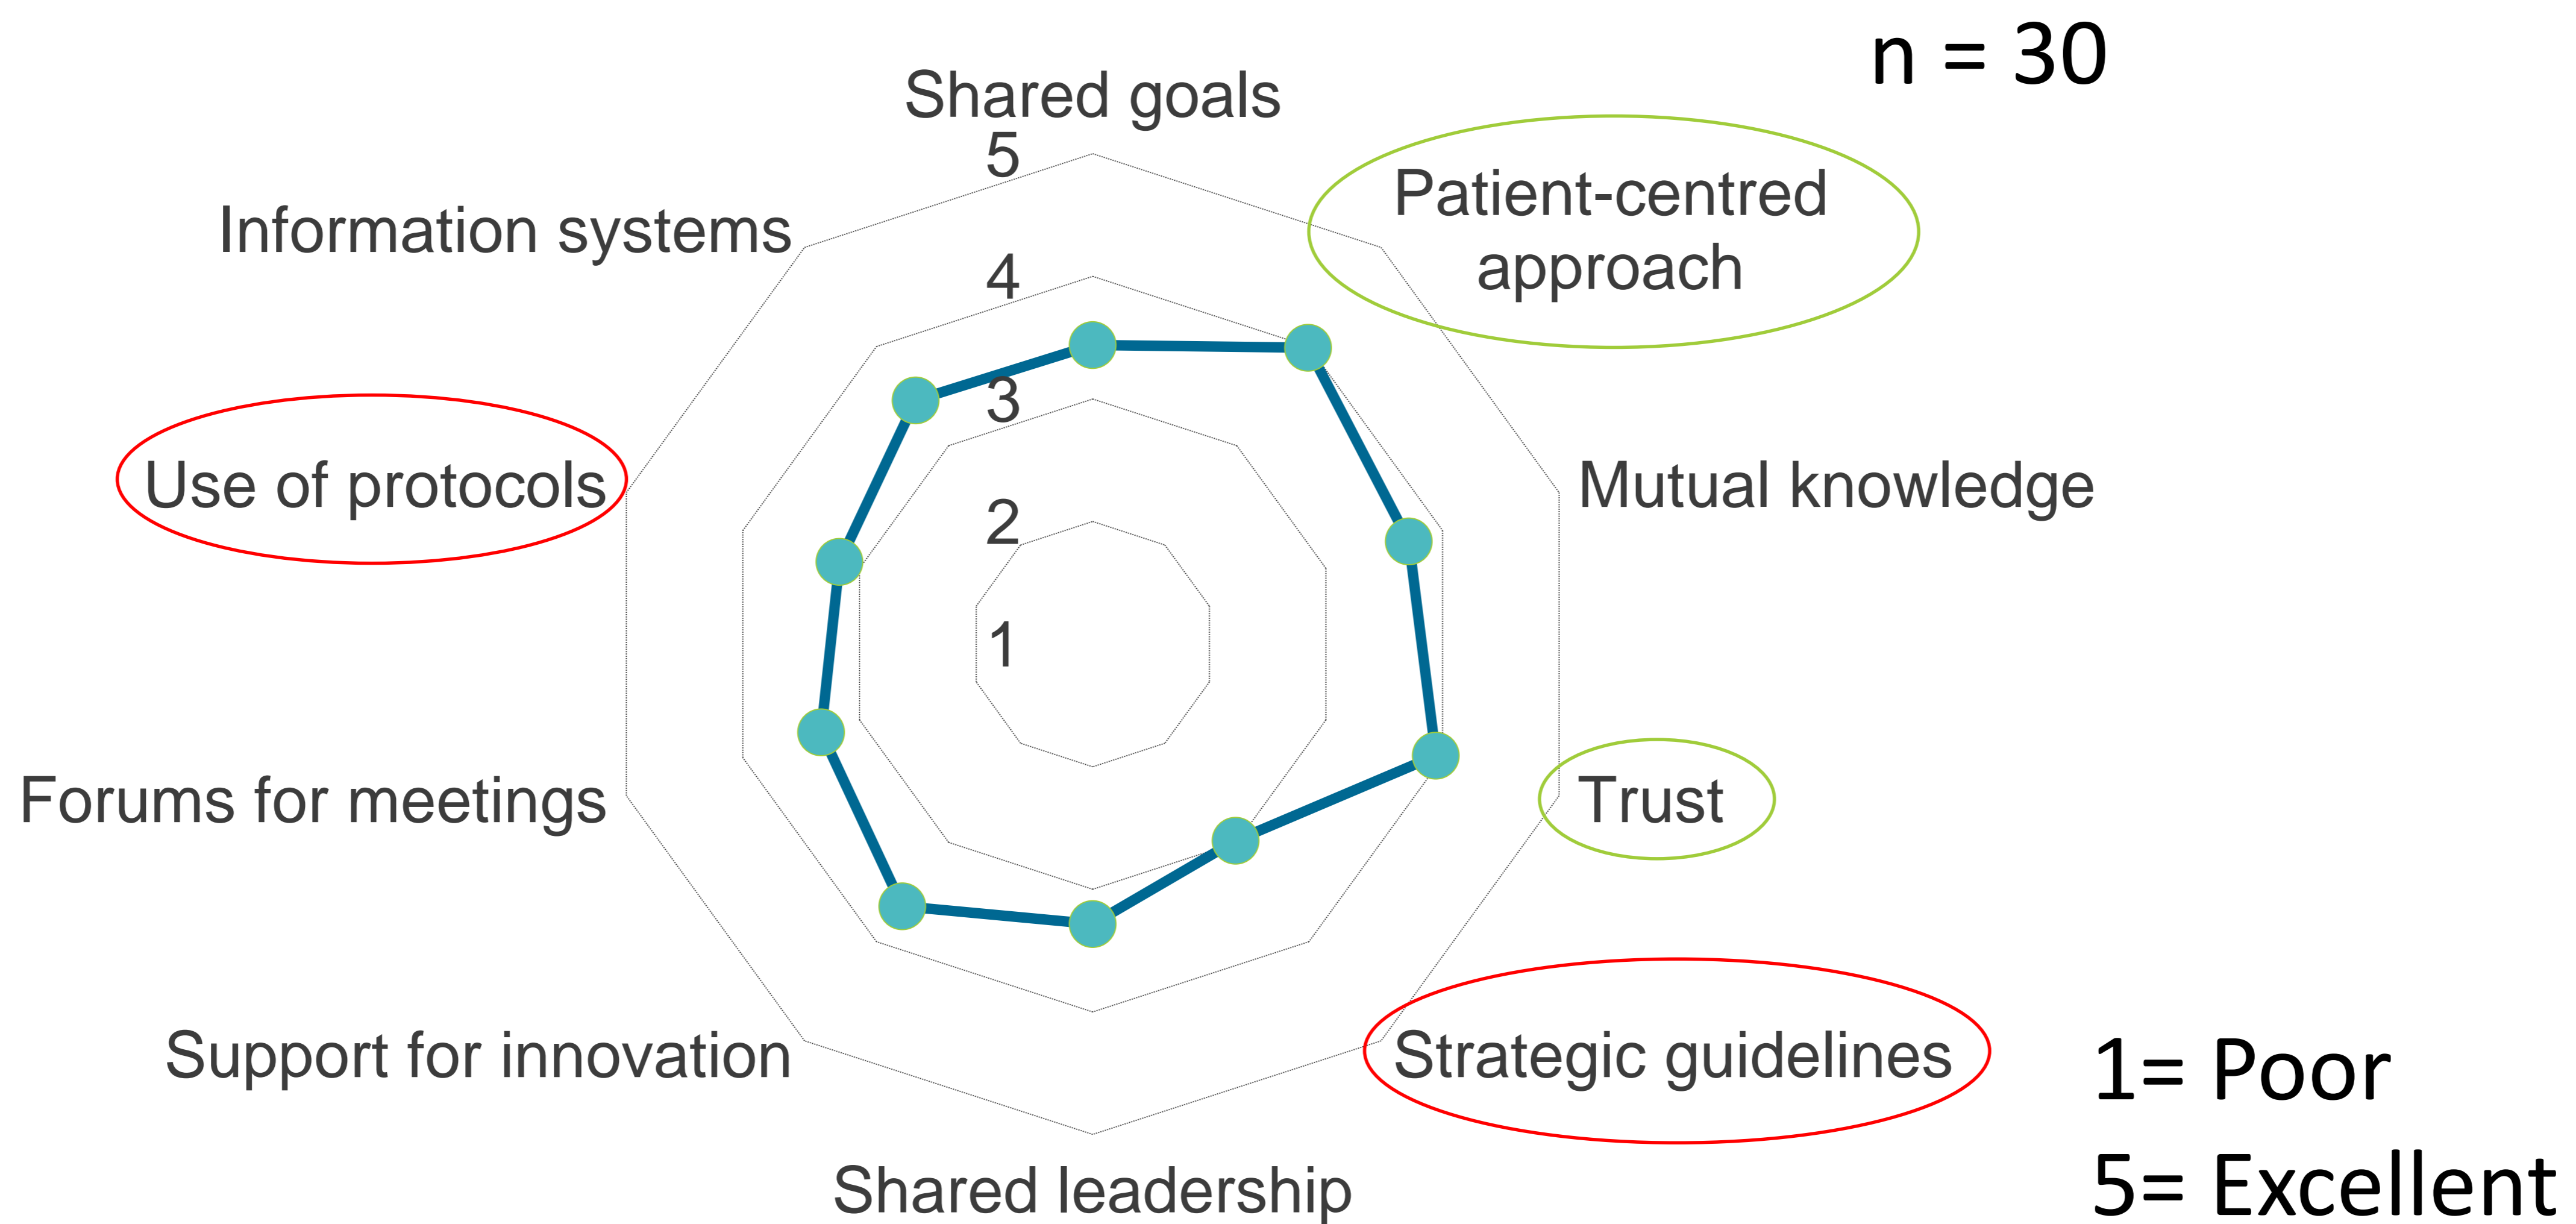 n = 30
Shared goals
5
Patient-centred
approach
Information systems
4
3
Use of protocols
Mutual knowledge
2
1
Forums for meetings
Trust
Support for innovation
Strategic guidelines
1= Poor
Shared leadership
5= Excellent